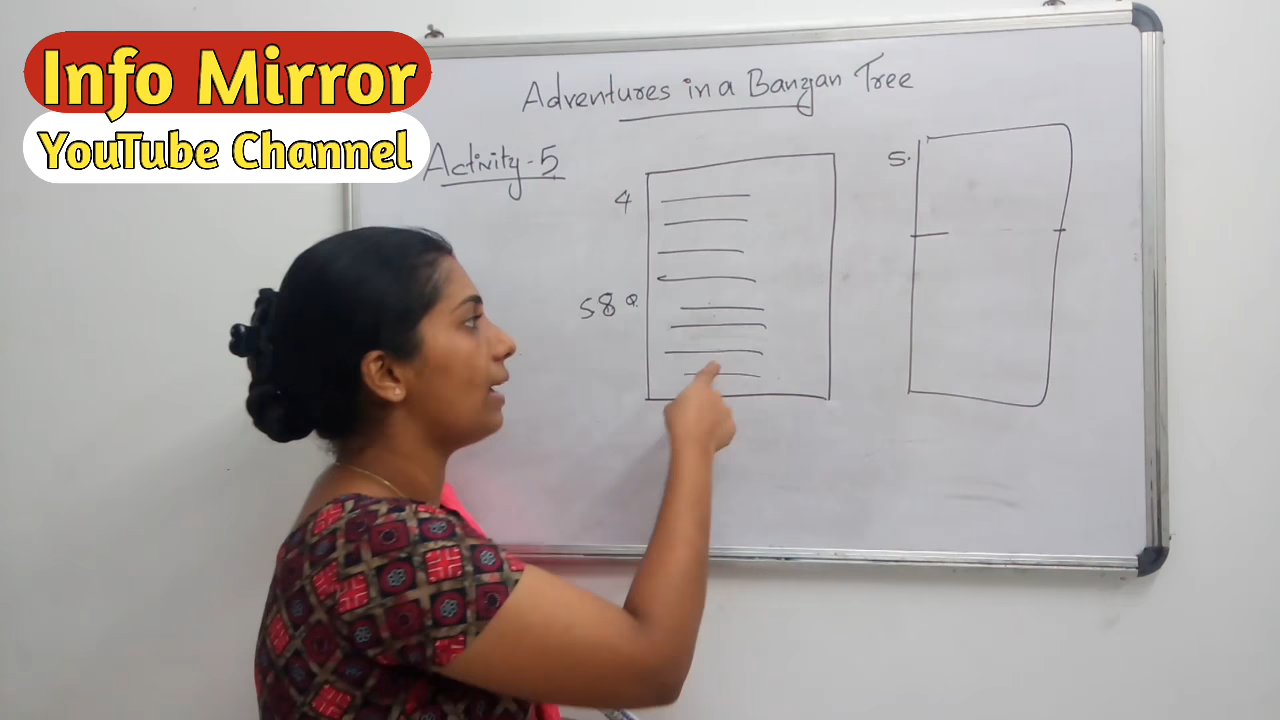 Info Mirror
YouTube Channel
Adventures in a Banyan Tree
Activity-5
4
58
5.